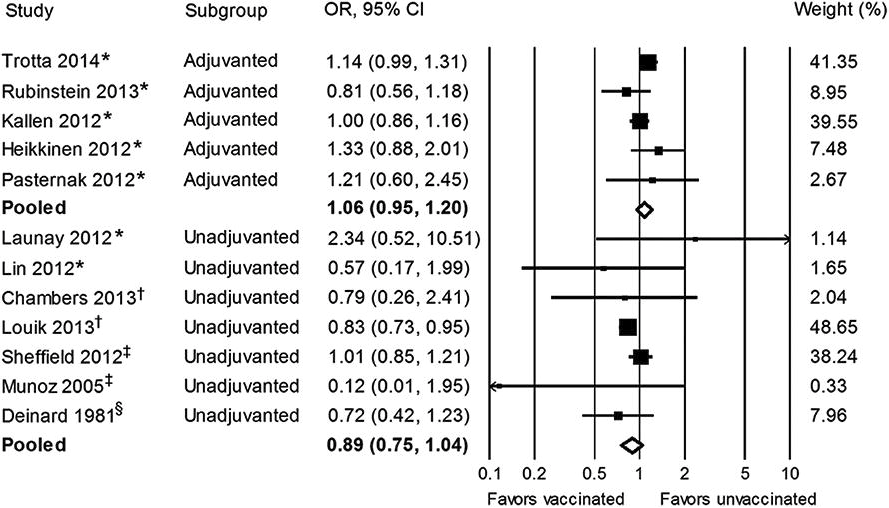 Study Subgroup OR, 95% CI Weight (%)
Trotta 2014* Adjuvanted 1.14 (0.99, 1.31) 41.35
Rubinstein 2013* Adjuvanted 0.81 (0.56, 1.18) 8.95
Kallen 2012* Adjuvanted 1.00 (0.86, 1.16) 39.55
Heikkinen 2012* Adjuvanted 1.33 (0.88, 2.01) 7.48
Pasternak 2012* Adjuvanted 1.21 (0.60, 2.45) 2.67
Pooled 1.06 (0.95, 1.20)
Launay 2012* Unadjuvanted 2.34 (0.52, 10.51) 1.14
Lin 2012* Unadjuvanted 0.57 (0.17, 1.99) 1.65
Chambers 2013† Unadjuvanted 0.79 (0.26, 2.41) 2.04
Louik 2013† Unadjuvanted 0.83 (0.73, 0.95) 48.65
Sheffield 2012‡ Unadjuvanted 1.01 (0.85, 1.21) 38.24
Munoz 2005‡ Unadjuvanted 0.12 (0.01, 1.95) 0.33
Deinard 1981§ Unadjuvanted 0.72 (0.42, 1.23) 7.96
Pooled 0.89 (0.75, 1.04)
0.1 0.2 0.5 1 2 5 10
Favors vaccinated Favors unvaccinated